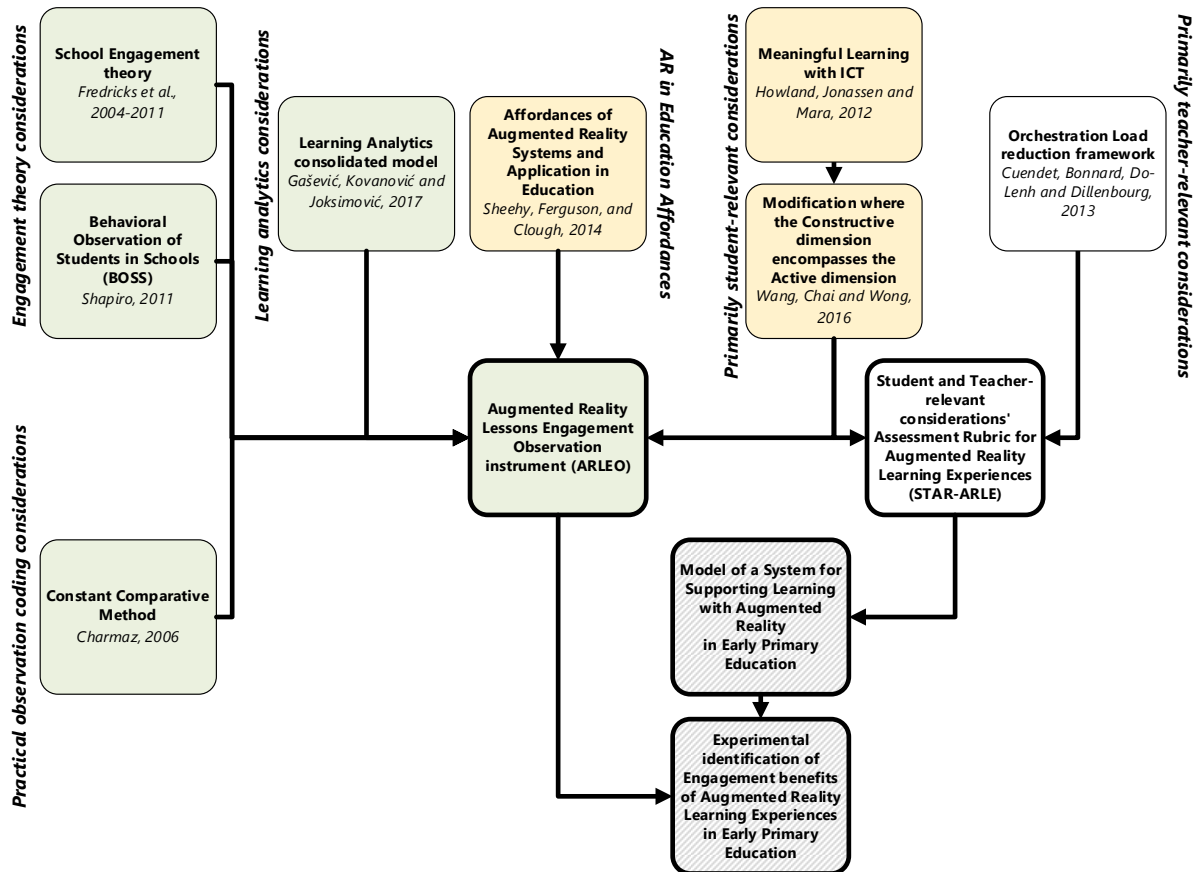 Engagement theory considerations
School Engagement
theory
Fredricks et al.,
2004-2011
Behavioral
Observation of
Students in Schools
(BOSS)
Shapiro, 2011
Learning analytics considerations
Learning Analytics
consolidated model
Gašević, Kovanović and
Joksimović, 2017
Affordances of
Augmented Reality
Systems and
Application in
Education
Sheehy, Ferguson, and
Clough, 2014
AR in Education Affordances
Primarily student-relevant considerations
Meaningful Learning
with ICT
Howland, Jonassen and
Mara, 2012
Modification where
the Constructive
dimension
encompasses the
Active dimension
Wang, Chai and Wong,
2016
Orchestration Load
reduction framework
Cuendet, Bonnard, Do-
Lenh and Dillenbourg,
2013
Primarily teacher-relevant considerations
Augmented Reality
Lessons Engagement
Observation
instrument (ARLEO)
Student and Teacher-
relevant
considerations'
Assessment Rubric for
Augmented Reality
Learning Experiences
(STAR-ARLE)
Practical observation coding considerations
Constant Comparative
Method
Charmaz, 2006
Model of a System for
Supporting Learning
with Augmented
Reality
in Early Primary
Education
Experimental
identification of
Engagement benefits
of Augmented Reality
Learning Experiences
in Early Primary
Education